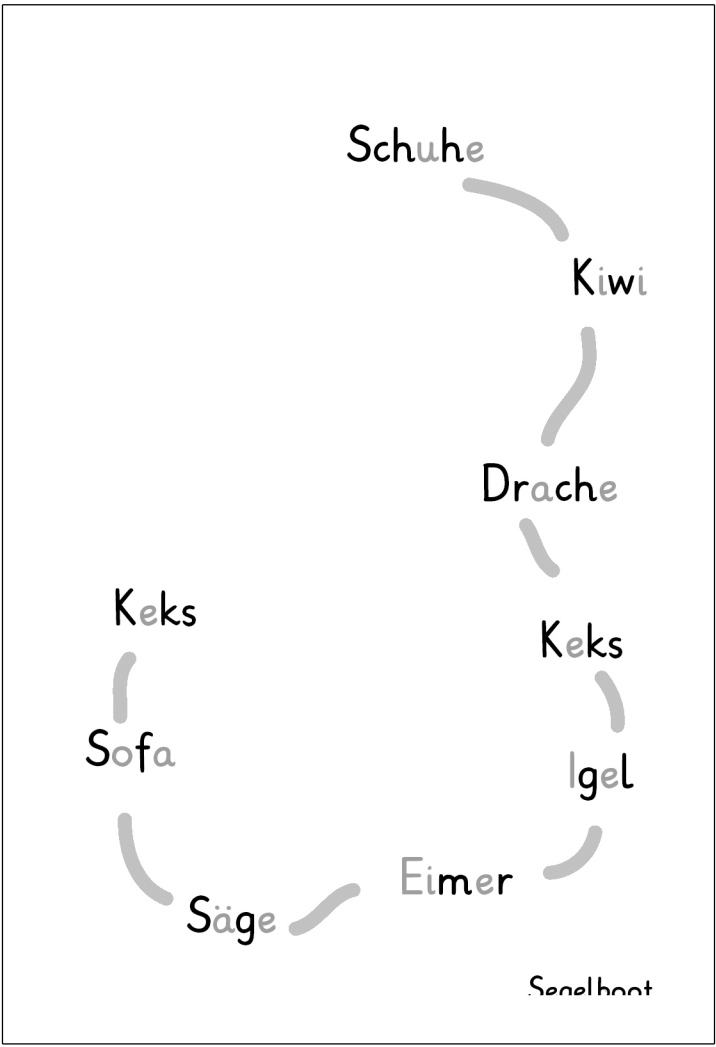 Schuhe
Kiwi
Drache
Keks
Keks
Sofa
Igel
Eimer
Säge
Segelboot